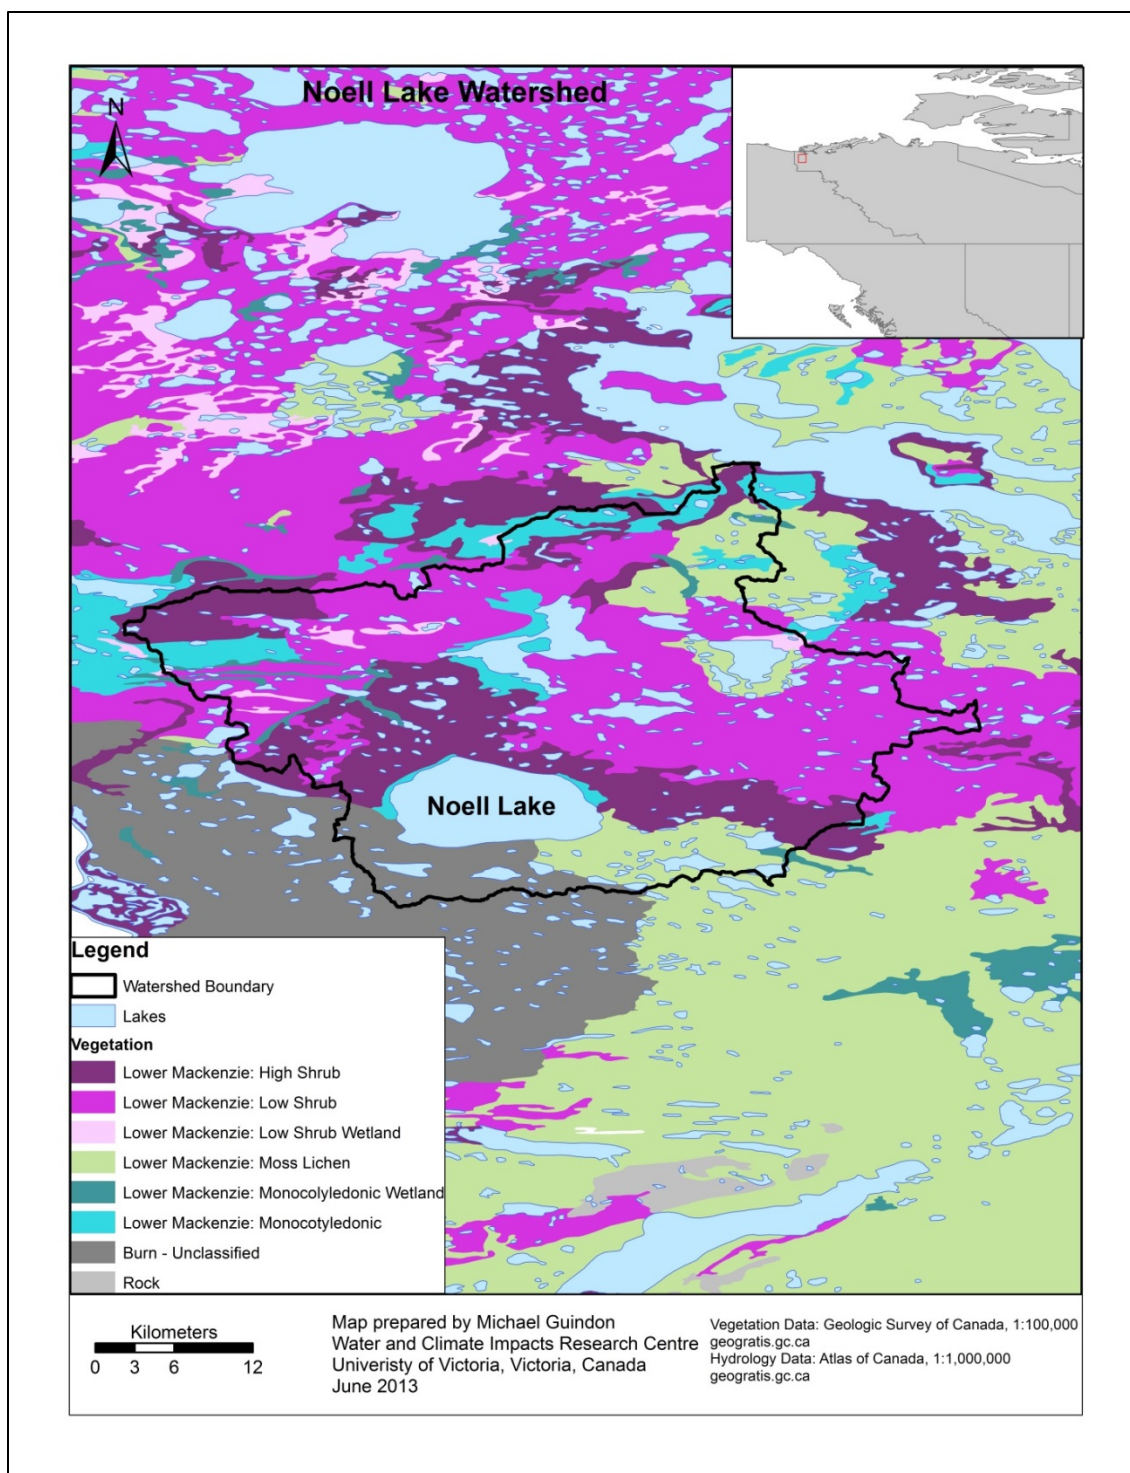 Noell Lake Watershed
N
Noell Lake
Legend
Watershed Boundary
Lakes
Vegetation
Lower Mackenzie: High Shrub
Lower Mackenzie: Low Shrub
Lower Mackenzie: Low Shrub Wetland
Lower Mackenzie: Moss Lichen
Lower Mackenzie: Monocolyledonic Wetland
Lower Mackenzie: Monocotyledonic
Burn - Unclassified
Rock
Kilometers
0 3 6 12
Map prepared by Michael Guindon
Water and Climate Impacts Research Centre
Univeristy of Victoria, Victoria, Canada
June 2013
Vegetation Data: Geologic Survey of Canada, 1:100,000
geogratis.gc.ca
Hydrology Data: Atlas of Canada, 1:1,000,000
geogratis.gc.ca